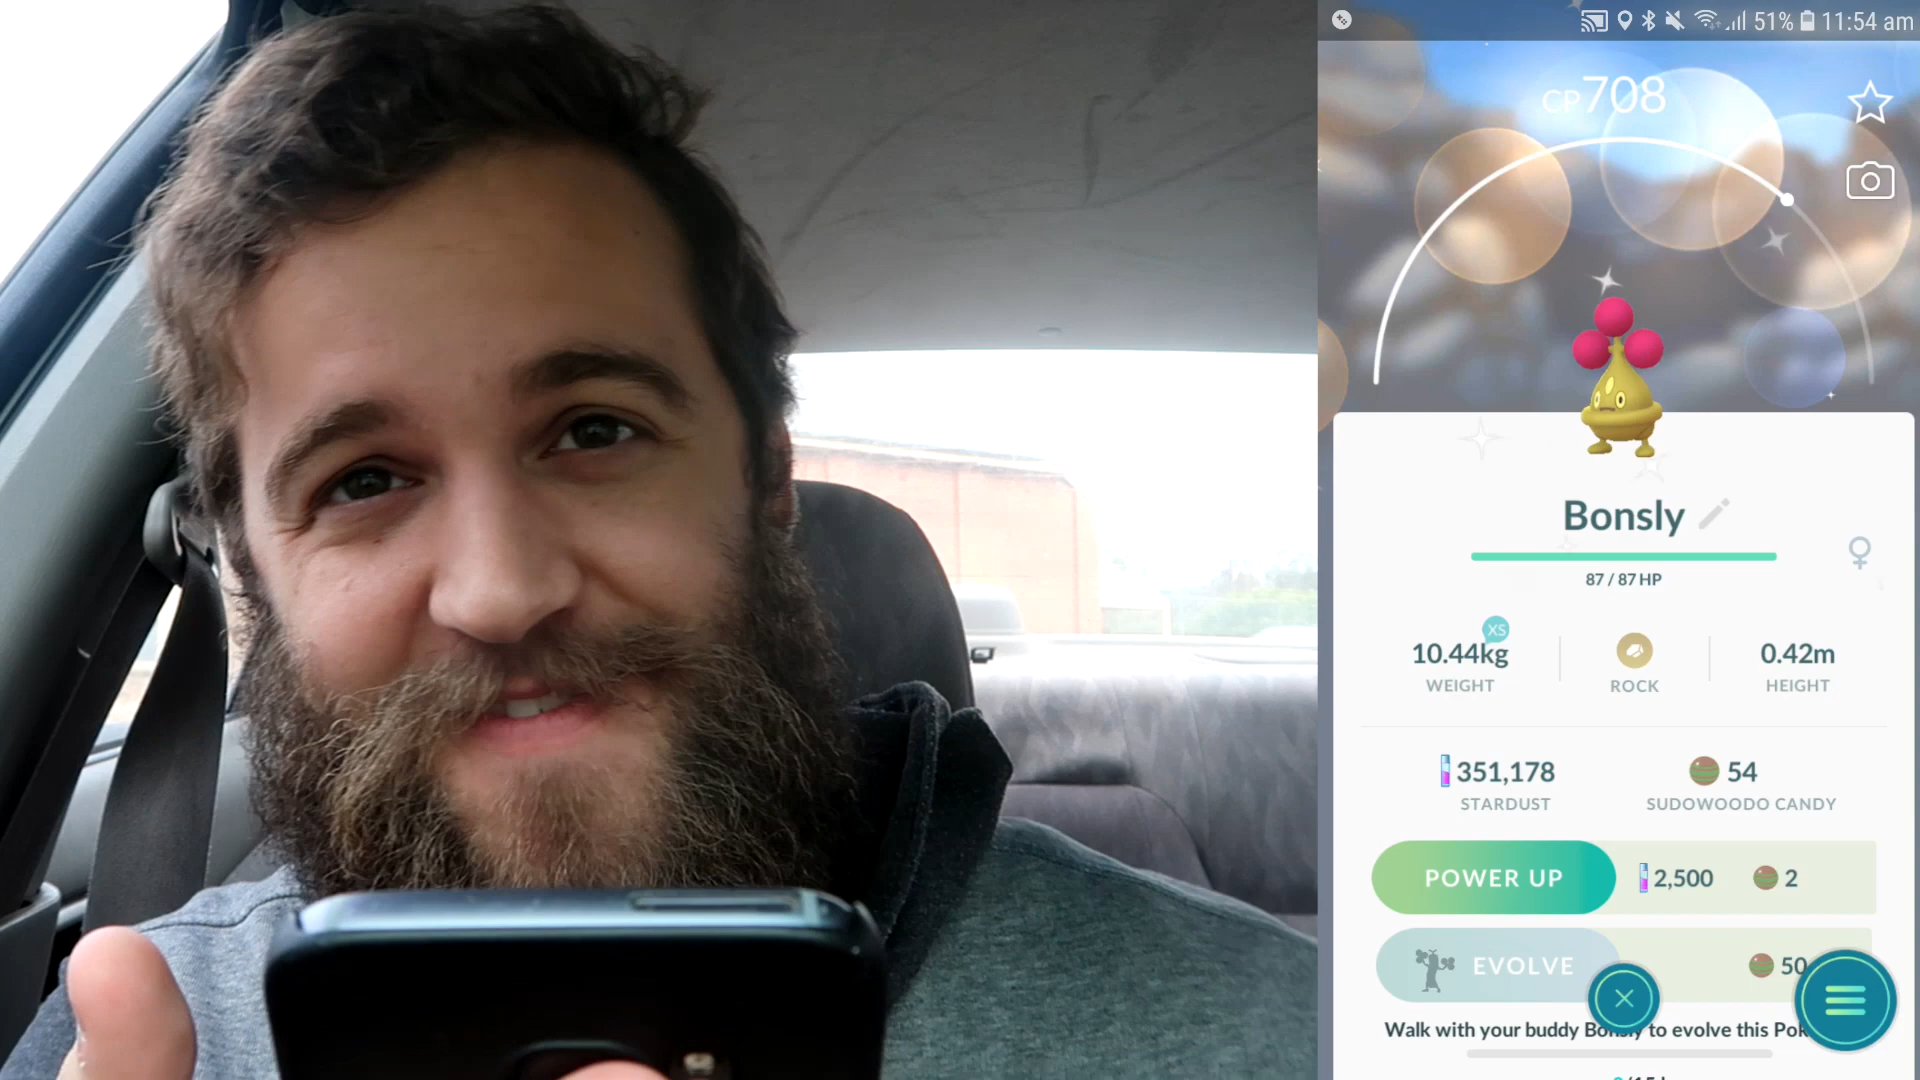 51% 11:54 am
CP708
Bonsly
87 / 87 HP
XS
10.44kg
WEIGHT
ROCK
0.42m
HEIGHT
351,178
STARDUST
54
SUDOWOODO CANDY
POWER UP 2,500 2
EVOLVE 50
Walk with your buddy to evolve this